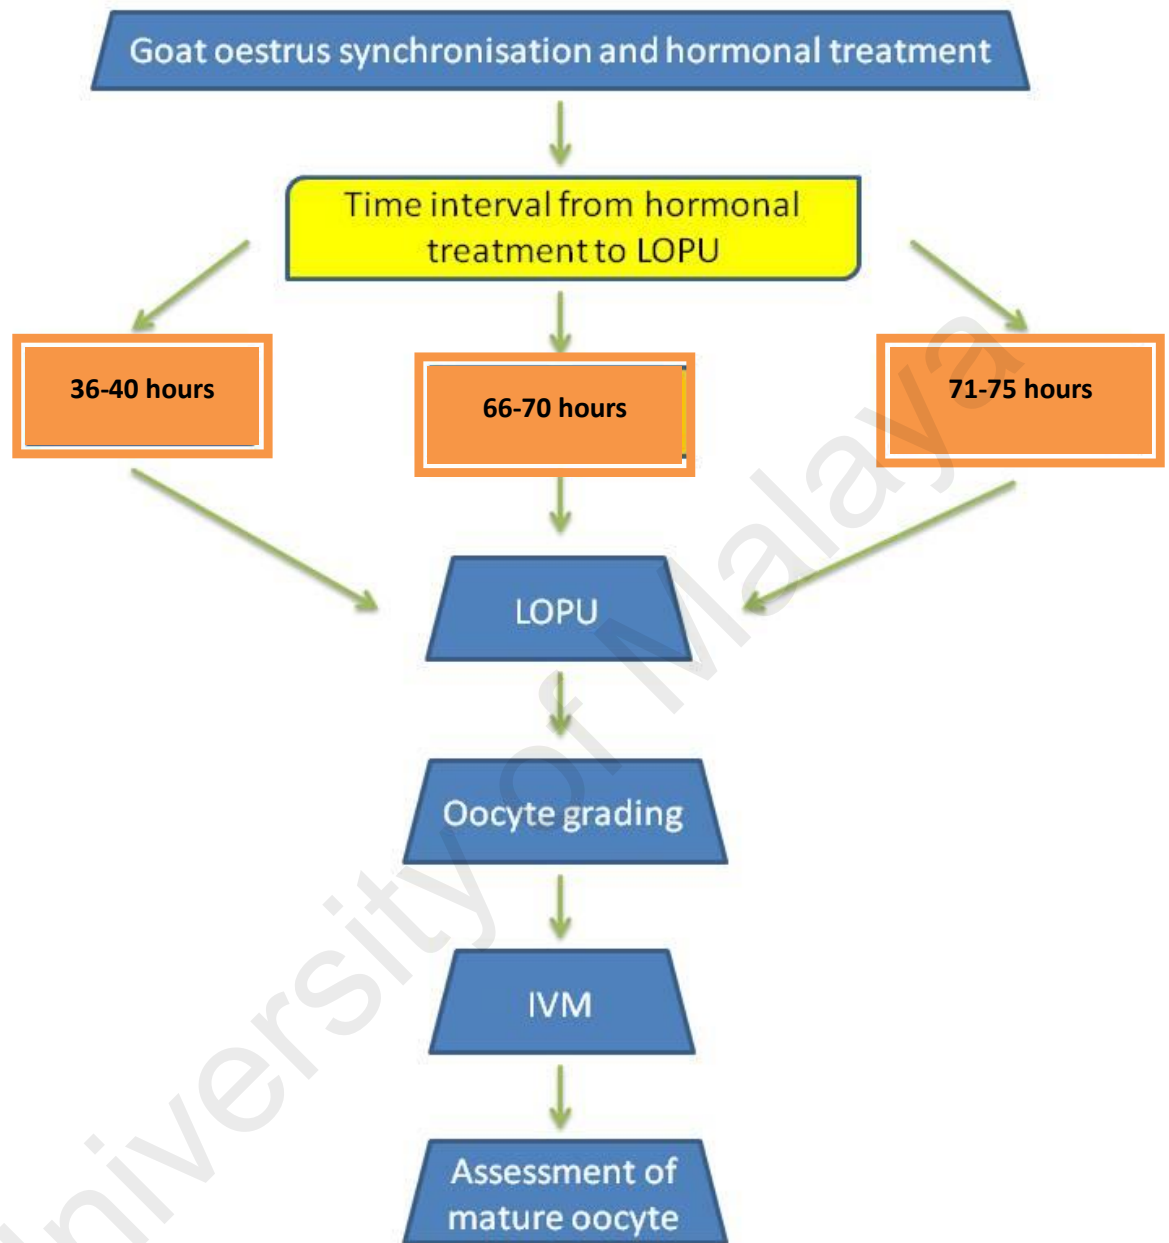 Goat oestrus synchronisation and hormonal treatment
Time interval from hormonal
treatment to LOPU
36-40 hours
66-70 hours
71-75 hours
LOPU
Oocyte grading
IVM
Assessment of
mature oocyte
University of Malaya